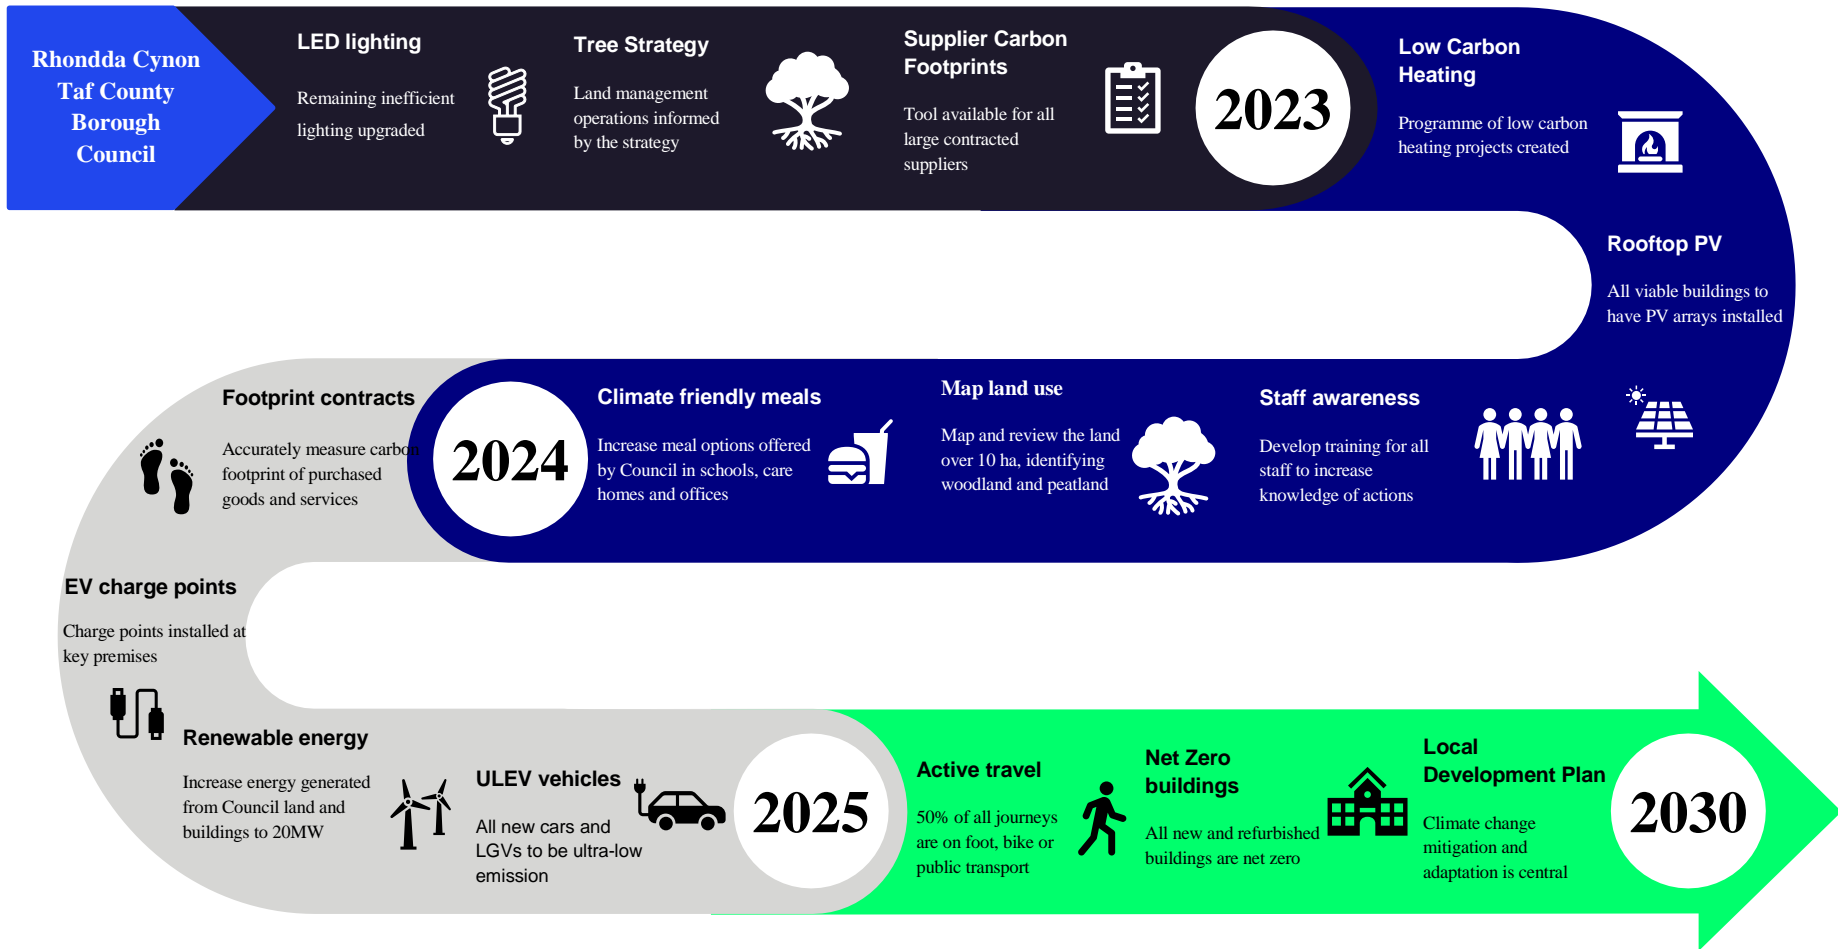 Rhondda Cynon
Taf County
Borough
Council
LED lighting
Remaining inefficient
lighting upgraded
Tree Strategy
Land management
operations informed
by the strategy
Supplier Carbon
Footprints
Tool available for all
large contracted
suppliers
2023
Low Carbon
Heating
Programme of low carbon
heating projects created
Rooftop PV
All viable buildings to
have PV arrays installed
Staff awareness
Develop training for all
staff to increase
knowledge of actions
Map land use
Map and review the land
over 10 ha, identifying
woodland and peatland
Climate friendly meals
Increase meal options offered
by Council in schools, care
homes and offices
2024
Footprint contracts
Accurately measure carbon
footprint of purchased
goods and services
EV charge points
Charge points installed at
key premises
Renewable energy
Increase energy generated
from Council land and
buildings to 20MW
ULEV vehicles
All new cars and
LGVs to be ultra-low
emission
2025
Active travel
50% of all journeys
are on foot, bike or
public transport
Net Zero
buildings
All new and refurbished
buildings are net zero
Local
Development Plan
Climate change
mitigation and
adaptation is central
2030